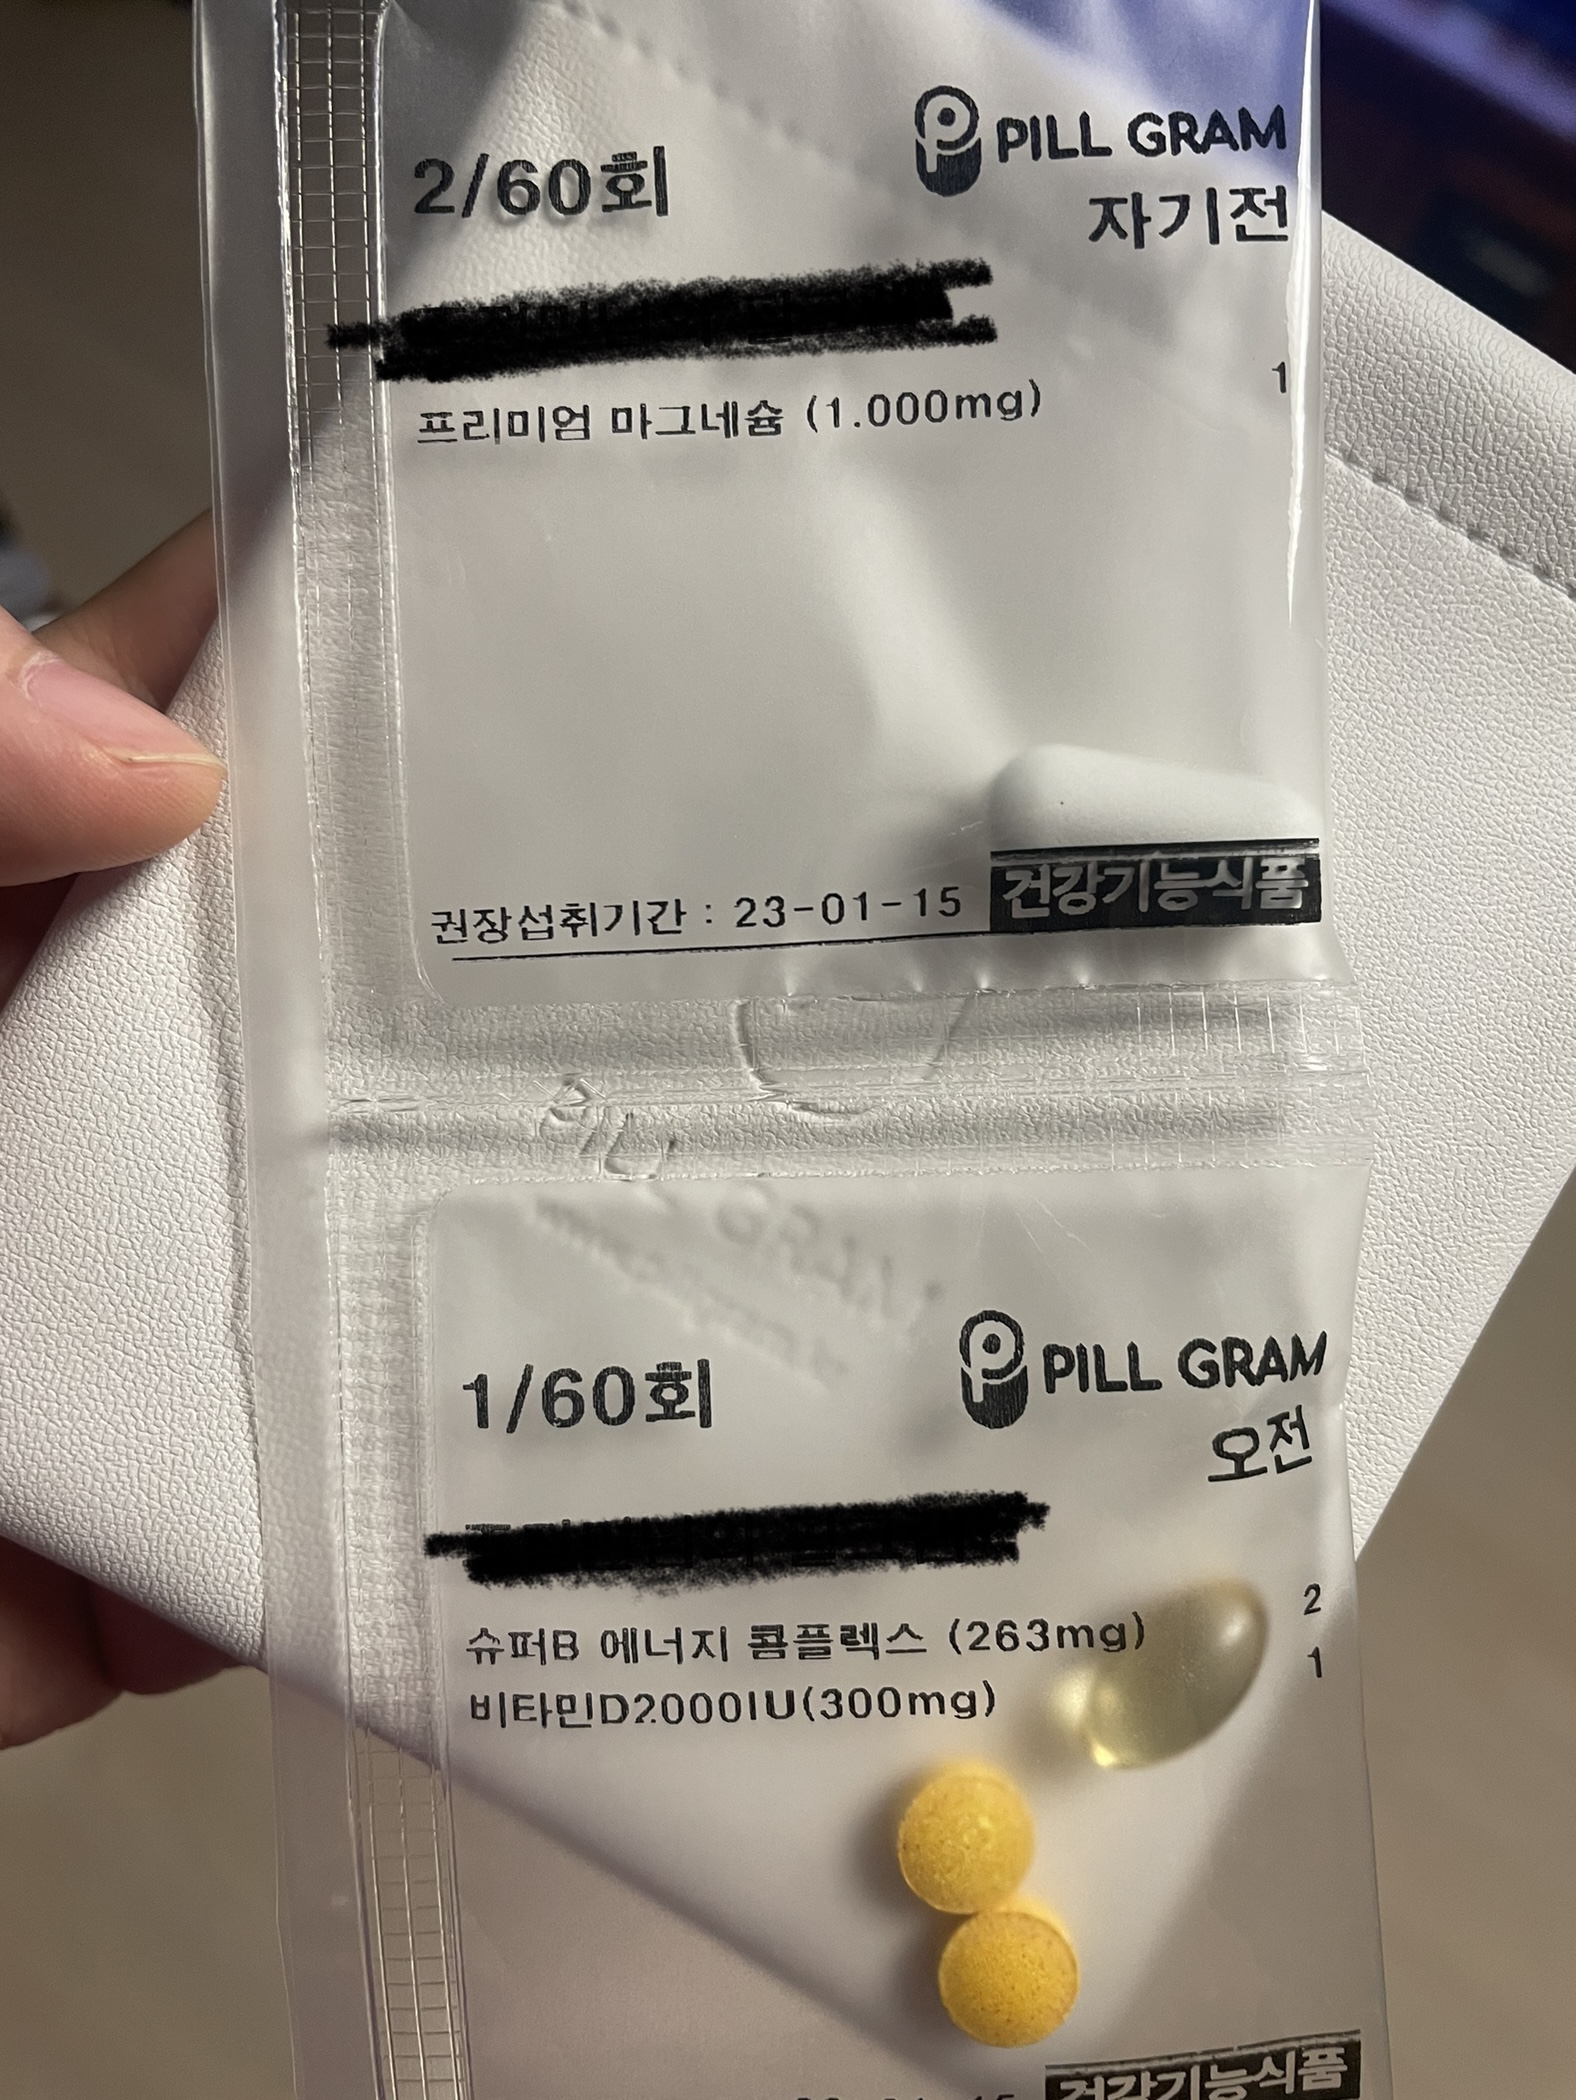 2/60회
PILL GRAM
자기전
프리미엄 마그네슘 (1.000mg) 1
권장섭취기간 : 23-01-15
건강기능식품
1/60회
PILL GRAM
오전
슈퍼B 에너지 콤플렉스 (263mg) 2
비타민D2000IU(300mg) 1
건강기능식품